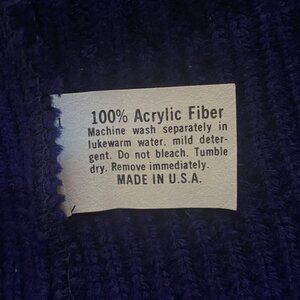 100% Acrylic Fiber
Machine wash separately in
lukewarm water. mild deter-
gent. Do not bleach. Tumble
dry. Remove immediately.
MADE IN U.S.A.